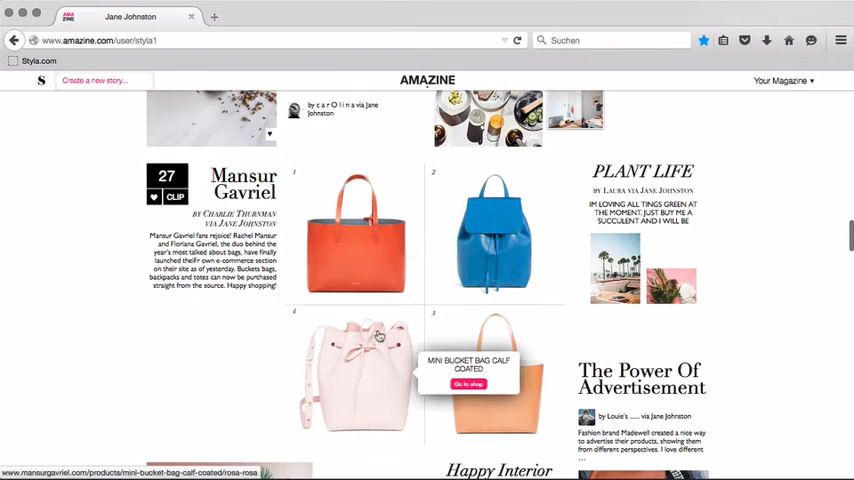 AMA
ZINE
Jane Johnston
www.amazine.com/user/styla1
Suchen
Styla.com
S
Create a new story...
AMAZINE
Your Magazine
by c a r O l i n a via Jane
Johnston
27
CLIP
Mansur
Gavriel
BY CHARLIE THURNMAN
VIA JANE JOHNSTON
Mansur Gavriel fans rejoice! Rachel Mansur
and Floriana Gavriel, the duo behind the
most talked about bags, have finally
launched theiFr own e-commerce section
on their site as of yesterday. Buckets bags,
backpacks and totes can now be purchased
straight from the source. Happy shopping!
1
2
4
3
MINI BUCKET BAG CALF
COATED
Go to shop
PLANT LIFE
BY LAURA VIA JANE JOHNSTON
IM LOVING ALL TINGS GREEN AT
THE MOMENT. JUST BUY ME A
SUCCULENT AND I WILL BE
The Power Of
Advertisement
by Louie's ...... via Jane Johnston
Fashion brand Madewell created a nice way
to advertise their products, showing them
from different perspectives. I love different
...
Happy Interior
www.mansurgavriel.com/products/mini-bucket-bag-calf-coated/rosa-rosa